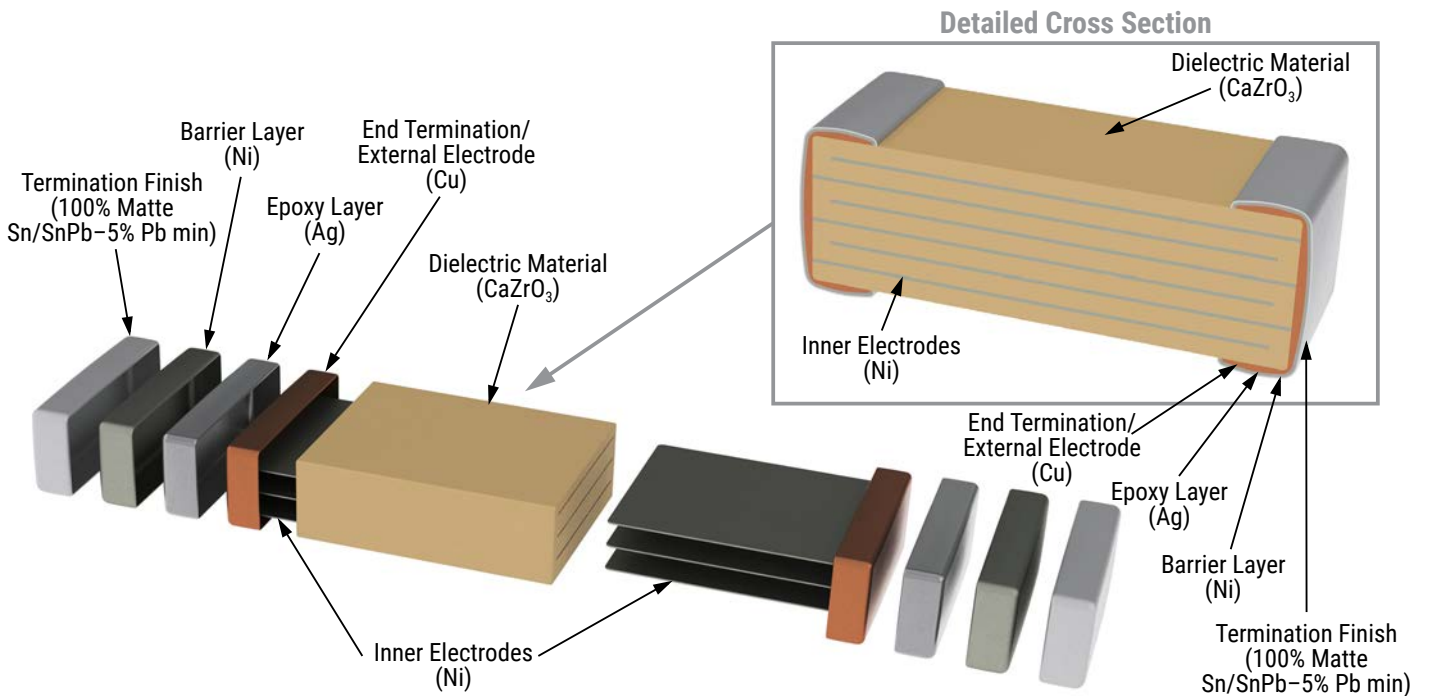 Detailed Cross Section
Dielectric Material
(CaZrO₃)
Inner Electrodes
(Ni)
End Termination/
External Electrode
(Cu)
Epoxy Layer
(Ag)
Barrier Layer
(Ni)
Termination Finish
(100% Matte
Sn/SnPb–5% Pb min)
Termination Finish
(100% Matte
Sn/SnPb–5% Pb min)
Barrier Layer
(Ni)
Epoxy Layer
(Ag)
End Termination/
External Electrode
(Cu)
Dielectric Material
(CaZrO₃)
Inner Electrodes
(Ni)